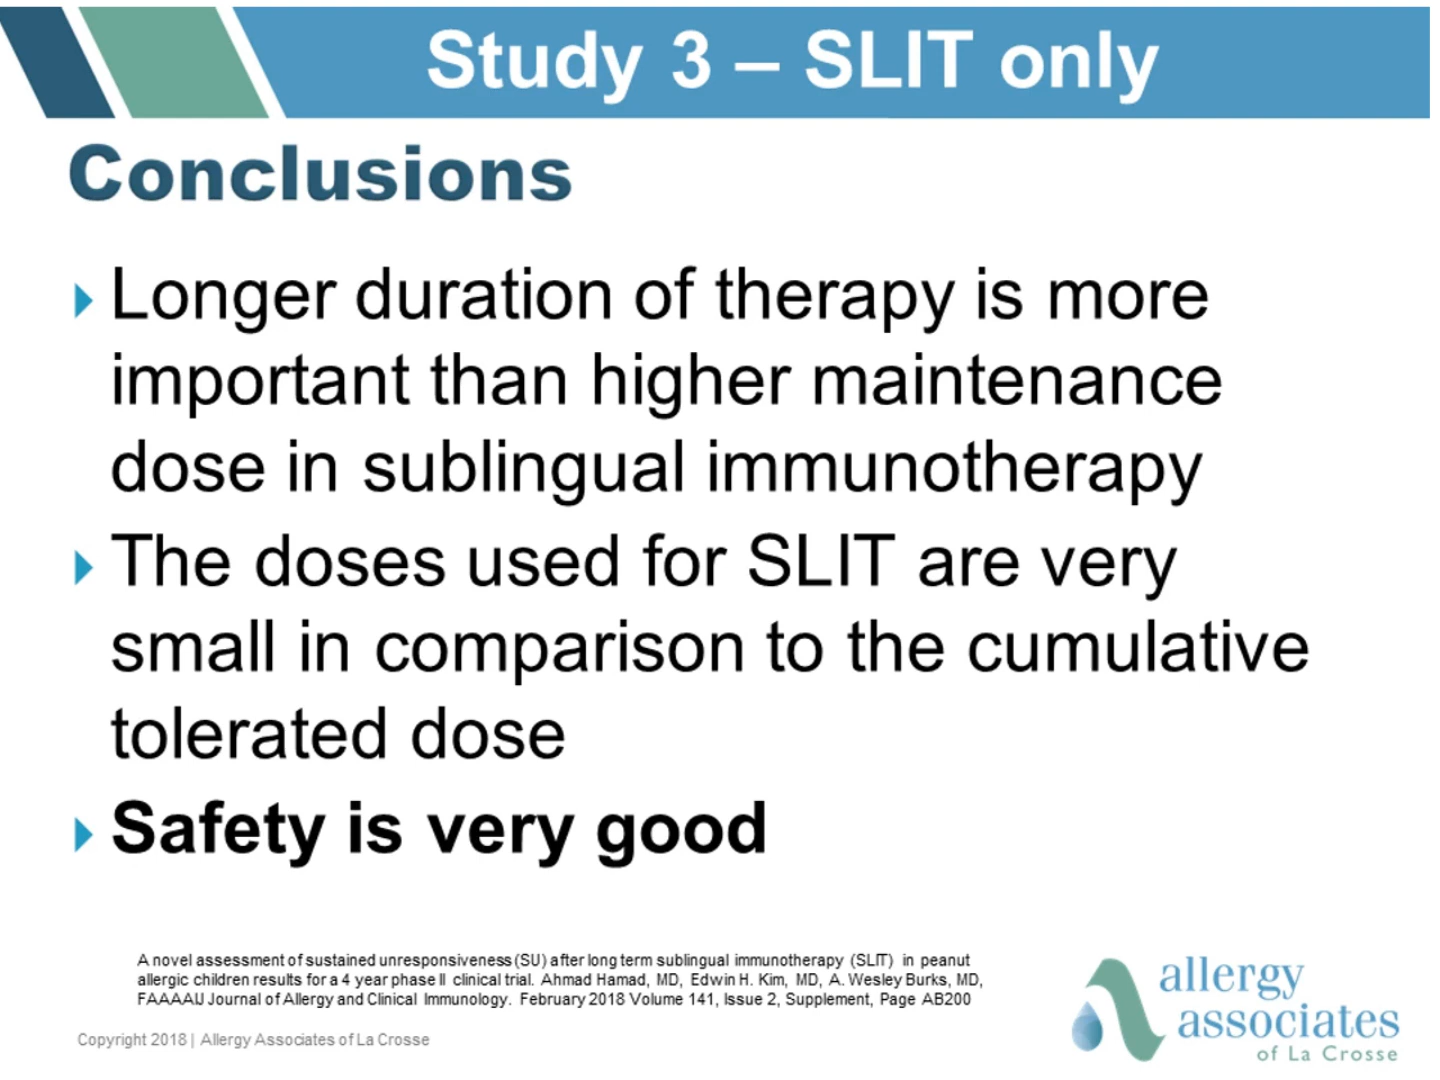 Study 3 – SLIT only
Conclusions
Longer duration of therapy is more
important than higher maintenance
dose in sublingual immunotherapy
The doses used for SLIT are very
small in comparison to the cumulative
tolerated dose
Safety is very good
A novel assessment of sustained unresponsiveness (SU) after long term sublingual immunotherapy (SLIT) in peanut
allergic children results for a 4 year phase II clinical trial. Ahmad Hamad, MD, Edwin H. Kim, MD, A. Wesley Burks, MD,
FAAAAIJ Journal of Allergy and Clinical Immunology. February 2018 Volume 141, Issue 2, Supplement, Page AB200
Copyright 2018 | Allergy Associates of La Crosse
allergy
associates
of La Crosse